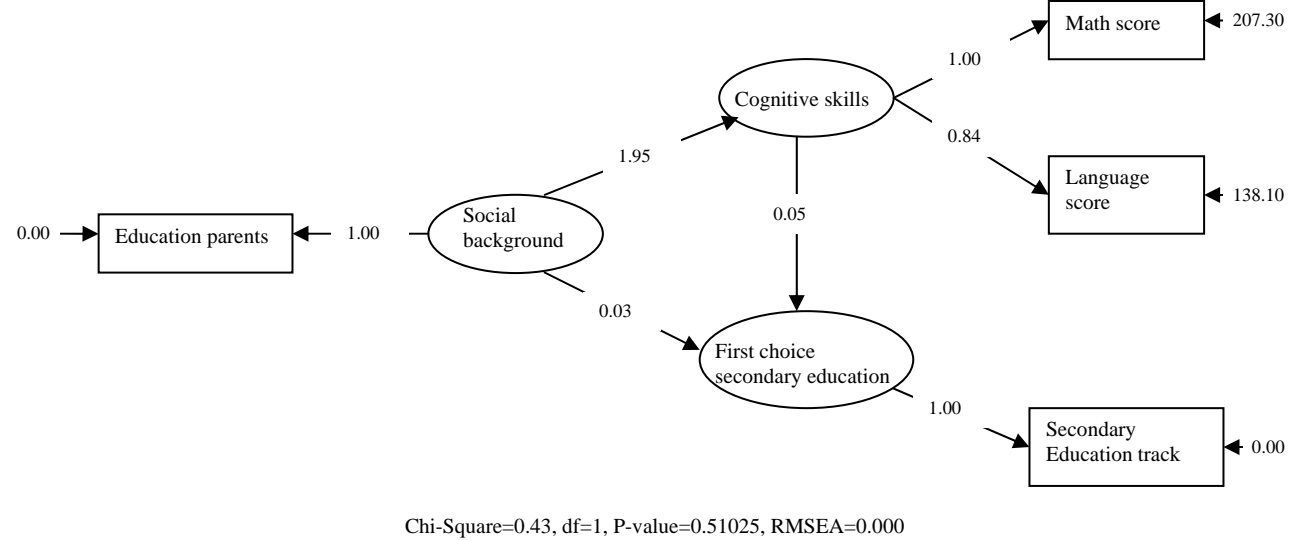 Math score
207.30
1.00
Cognitive skills
0.84
1.95
Language
score
138.10
0.05
0.00
Education parents
1.00
Social
background
0.03
First choice
secondary education
1.00
Secondary
Education track
0.00
Chi-Square=0.43, df=1, P-value=0.51025, RMSEA=0.000